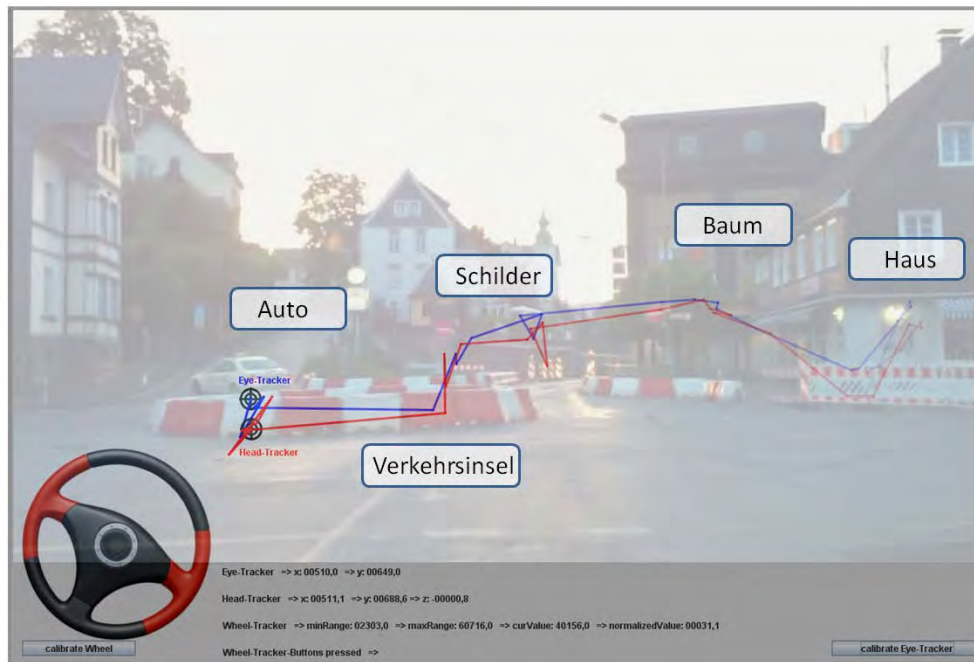 Baum
Haus
Schilder
Auto
Eye-Tracker
Head-Tracker
Verkehrsinsel
Eye-Tracker => x: 00510,0 => y: 00649,0
Head-Tracker => x: 00511,1 => y: 00688,6 => z: -00000,8
Wheel-Tracker => minRange: 02303,0 => maxRange: 60716,0 => curValue: 40156,0 => normalizedValue: 00031,1
Wheel-Tracker-Buttons pressed =>
calibrate Wheel
calibrate Eye-Tracker